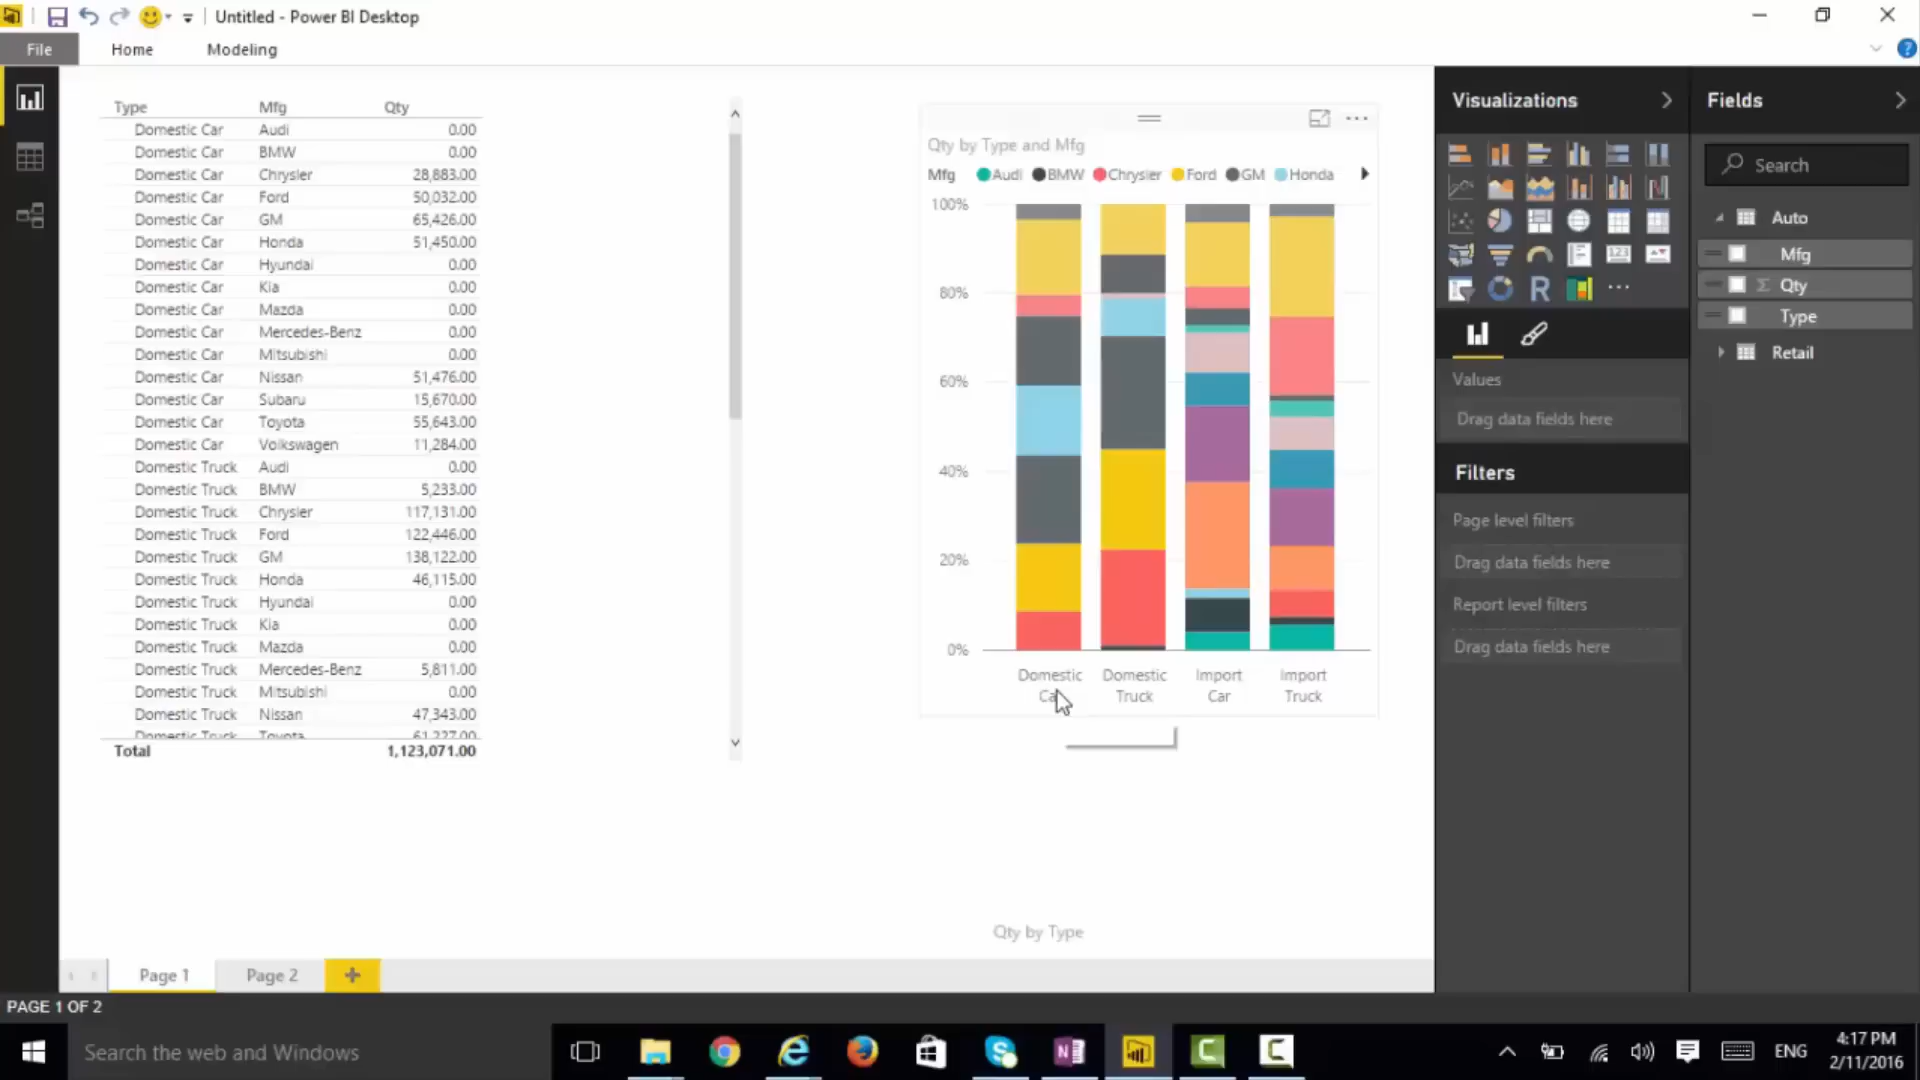 Untitled - Power BI Desktop
File Home Modeling
Type Mfg Qty
Domestic Car Audi 0.00
Domestic Car BMW 0.00
Domestic Car Chrysler 28,883.00
Domestic Car Ford 50,032.00
Domestic Car GM 65,426.00
Domestic Car Honda 51,450.00
Domestic Car Hyundai 0.00
Domestic Car Kia 0.00
Domestic Car Mazda 0.00
Domestic Car Mercedes-Benz 0.00
Domestic Car Mitsubishi 0.00
Domestic Car Nissan 51,476.00
Domestic Car Subaru 15,670.00
Domestic Car Toyota 55,643.00
Domestic Car Volkswagen 11,284.00
Domestic Truck Audi 0.00
Domestic Truck BMW 5,233.00
Domestic Truck Chrysler 117,131.00
Domestic Truck Ford 122,446.00
Domestic Truck GM 138,122.00
Domestic Truck Honda 46,115.00
Domestic Truck Hyundai 0.00
Domestic Truck Kia 0.00
Domestic Truck Mazda 0.00
Domestic Truck Mercedes-Benz 5,811.00
Domestic Truck Mitsubishi 0.00
Domestic Truck Nissan 47,343.00
Domestic Truck Toyota 61,227.00
Total 1,123,071.00
Qty by Type and Mfg
Mfg Audi BMW Chrysler Ford GM Honda
100%
80%
60%
40%
20%
0%
Domestic Car
Domestic Truck
Import Car
Import Truck
Qty by Type
Visualizations
R
123
Values
Drag data fields here
Filters
Page level filters
Drag data fields here
Report level filters
Drag data fields here
Fields
Search
Auto
Mfg
Σ Qty
Type
Retail
Page 1 Page 2 +
PAGE 1 OF 2
Search the web and Windows
ENG
4:17 PM
2/11/2016